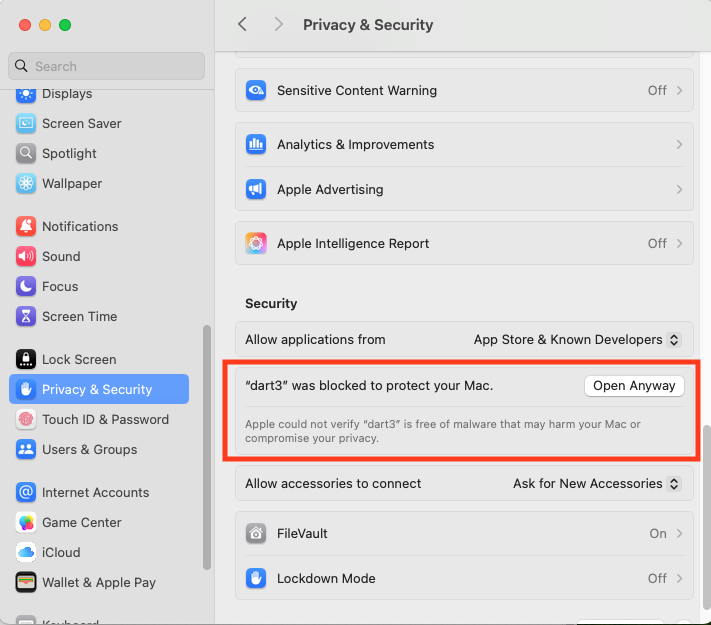 Privacy & Security
Search
Displays
Screen Saver
Spotlight
Wallpaper
Notifications
Sound
Focus
Screen Time
Lock Screen
Privacy & Security
Touch ID & Password
Users & Groups
Internet Accounts
Game Center
iCloud
Wallet & Apple Pay
Keyboard
Sensitive Content Warning Off
Analytics & Improvements
Apple Advertising
Apple Intelligence Report Off
Security
Allow applications from App Store & Known Developers
“dart3” was blocked to protect your Mac. Open Anyway
Apple could not verify “dart3” is free of malware that may harm your Mac or
compromise your privacy.
Allow accessories to connect Ask for New Accessories
FileVault On
Lockdown Mode Off